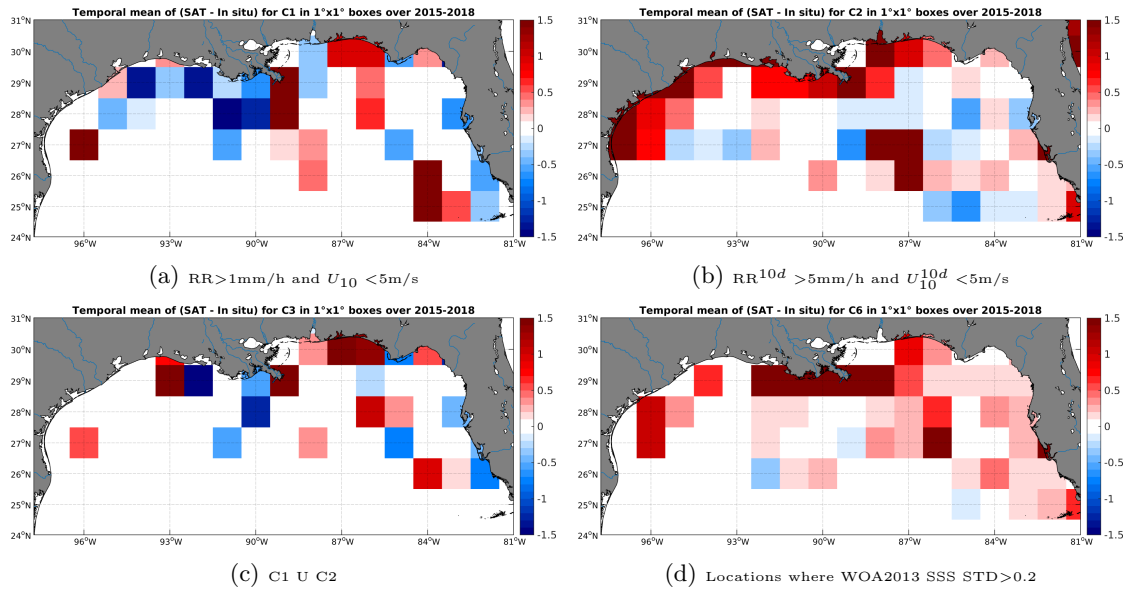 Temporal mean of (SAT - In situ) for C1 in 1°x1° boxes over 2015-2018
31°N
30°N
29°N
28°N
27°N
26°N
25°N
24°N
96°W 93°W 90°W 87°W 84°W 81°W
1.5
1
0.5
0
-0.5
-1
-1.5
(a) RR>1mm/h and U10 <5m/s
Temporal mean of (SAT - In situ) for C2 in 1°x1° boxes over 2015-2018
31°N
30°N
29°N
28°N
27°N
26°N
25°N
24°N
96°W 93°W 90°W 87°W 84°W 81°W
1.5
1
0.5
0
-0.5
-1
-1.5
(b) RR^10d >5mm/h and U10^10d <5m/s
Temporal mean of (SAT - In situ) for C3 in 1°x1° boxes over 2015-2018
31°N
30°N
29°N
28°N
27°N
26°N
25°N
24°N
96°W 93°W 90°W 87°W 84°W 81°W
1.5
1
0.5
0
-0.5
-1
-1.5
(c) C1 U C2
Temporal mean of (SAT - In situ) for C6 in 1°x1° boxes over 2015-2018
31°N
30°N
29°N
28°N
27°N
26°N
25°N
24°N
96°W 93°W 90°W 87°W 84°W 81°W
1.5
1
0.5
0
-0.5
-1
-1.5
(d) Locations where WOA2013 SSS STD>0.2